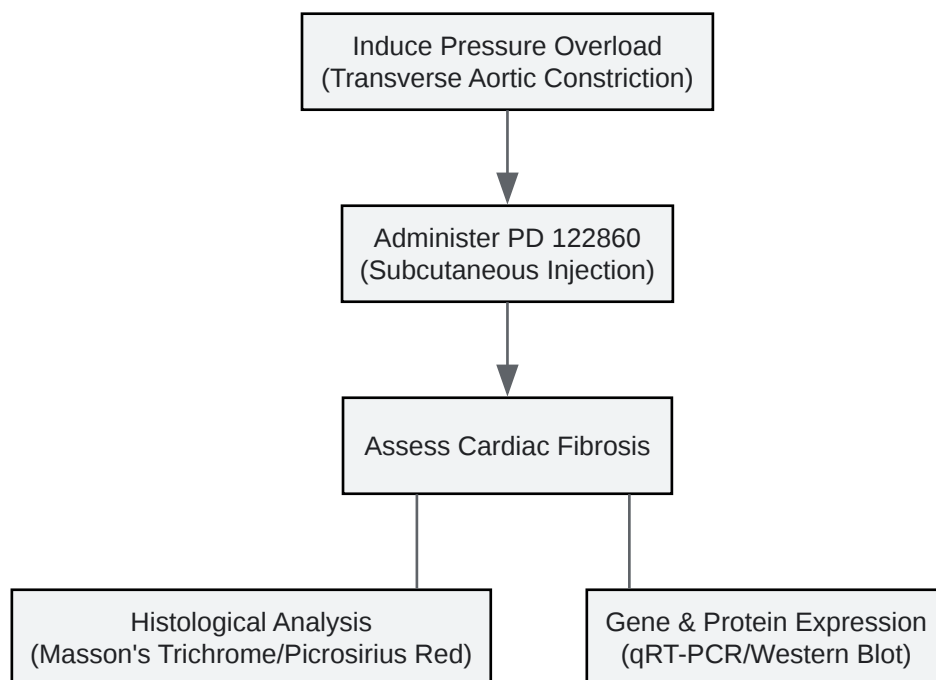 Induce Pressure Overload
(Transverse Aortic Constriction)
Administer PD 122860
(Subcutaneous Injection)
Assess Cardiac Fibrosis
Histological Analysis
(Masson's Trichrome/Picrosirius Red)
Gene & Protein Expression
(qRT-PCR/Western Blot)